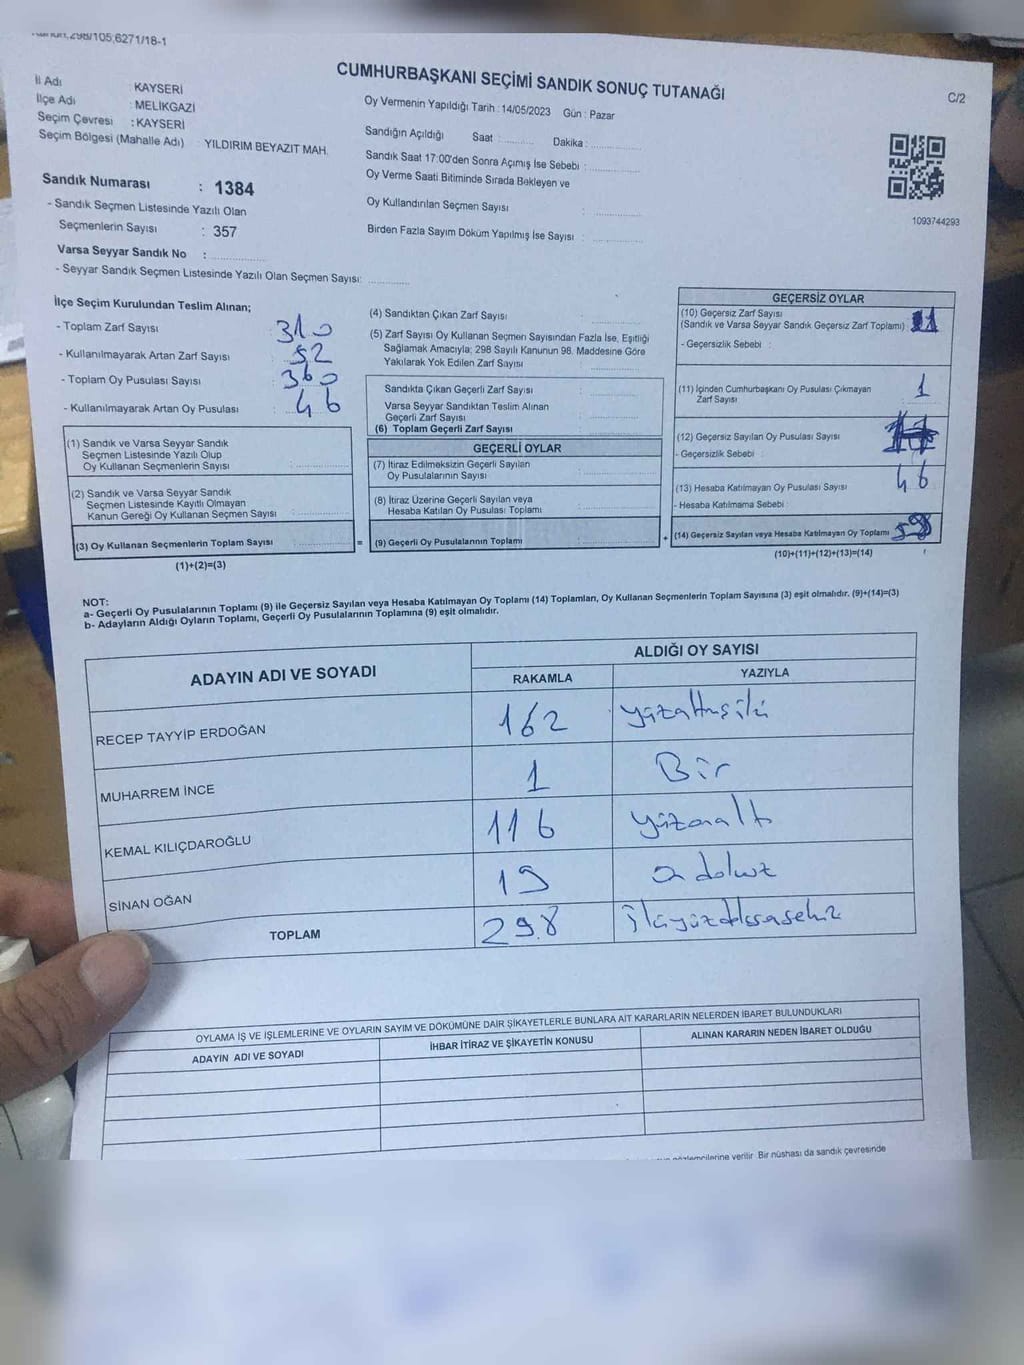 Kanun,298/105,6271/18-1
CUMHURBAŞKANI SEÇİMİ SANDIK SONUÇ TUTANAĞI
C/2
İl Adı : KAYSERİ
İlçe Adı : MELİKGAZİ
Seçim Çevresi : KAYSERİ
Seçim Bölgesi (Mahalle Adı) YILDIRIM BEYAZIT MAH.
Oy Vermenin Yapıldığı Tarih : 14/05/2023 Gün : Pazar
Sandığın Açıldığı Saat : Dakika :
Sandık Saat 17:00'den Sonra Açımış İse Sebebi :
Oy Verme Saati Bitiminde Sırada Bekleyen ve
Oy Kullandırılan Seçmen Sayısı :
Birden Fazla Sayım Döküm Yapılmış İse Sayısı :
1093744293
Sandık Numarası : 1384
- Sandık Seçmen Listesinde Yazılı Olan
Seçmenlerin Sayısı : 357
Varsa Seyyar Sandık No :
- Seyyar Sandık Seçmen Listesinde Yazılı Olan Seçmen Sayısı:
İlçe Seçim Kurulundan Teslim Alınan;
- Toplam Zarf Sayısı : 310
- Kullanılmayarak Artan Zarf Sayısı : 52
- Toplam Oy Pusulası Sayısı : 360
- Kullanılmayarak Artan Oy Pusulası : 46
(1) Sandık ve Varsa Seyyar Sandık
Seçmen Listesinde Yazılı Olup
Oy Kullanan Seçmenlerin Sayısı :
(2) Sandık ve Varsa Seyyar Sandık
Seçmen Listesinde Kayıtlı Olmayan
Kanun Gereği Oy Kullanan Seçmen Sayısı :
(3) Oy Kullanan Seçmenlerin Toplam Sayısı :
(1)+(2)=(3)
=
(4) Sandıktan Çıkan Zarf Sayısı :
(5) Zarf Sayısı Oy Kullanan Seçmen Sayısından Fazla İse, Eşitliği
Sağlamak Amacıyla; 298 Sayılı Kanunun 98. Maddesine Göre
Yakılarak Yok Edilen Zarf Sayısı :
Sandıkta Çıkan Geçerli Zarf Sayısı :
Varsa Seyyar Sandıktan Teslim Alınan
Geçerli Zarf Sayısı :
(6) Toplam Geçerli Zarf Sayısı :
GEÇERLİ OYLAR
(7) İtiraz Edilmeksizin Geçerli Sayılan
Oy Pusulalarının Sayısı :
(8) İtiraz Üzerine Geçerli Sayılan veya
Hesaba Katılan Oy Pusulası Toplamı :
(9) Geçerli Oy Pusulalarının Toplamı :
+
GEÇERSİZ OYLAR
(10) Geçersiz Zarf Sayısı
(Sandık ve Varsa Seyyar Sandık Geçersiz Zarf Toplamı) :
- Geçersizlik Sebebi :
(11) İçinden Cumhurbaşkanı Oy Pusulası Çıkmayan
Zarf Sayısı : 1
(12) Geçersiz Sayılan Oy Pusulası Sayısı :
- Geçersizlik Sebebi :
(13) Hesaba Katılmayan Oy Pusulası Sayısı : 46
- Hesaba Katılmama Sebebi
(14) Geçersiz Sayılan veya Hesaba Katılmayan Oy Toplamı
(10)+(11)+(12)+(13)=(14)
NOT:
a- Geçerli Oy Pusulalarının Toplamı (9) ile Geçersiz Sayılan veya Hesaba Katılmayan Oy Toplamı (14) Toplamları, Oy Kullanan Seçmenlerin Toplam Sayısına (3) eşit olmalıdır. (9)+(14)=(3)
b- Adayların Aldığı Oyların Toplamı, Geçerli Oy Pusulalarının Toplamına (9) eşit olmalıdır.
ADAYIN ADI VE SOYADI
ALDIĞI OY SAYISI
RAKAMLA YAZIYLA
RECEP TAYYİP ERDOĞAN 162 yüzaltmışiki
MUHARREM İNCE 1 Bir
KEMAL KILIÇDAROĞLU 116 yüzonaltı
SİNAN OĞAN 19 ondokuz
TOPLAM 298 ikiyüzdoksansekiz
OYLAMA İŞ VE İŞLEMLERİNE VE OYLARIN SAYIM VE DÖKÜMÜNE DAİR ŞİKAYETLERLE BUNLARA AİT KARARLARIN NELERDEN İBARET BULUNDUKLARI
ADAYIN ADI VE SOYADI İHBAR İTİRAZ VE ŞİKAYETİN KONUSU ALINAN KARARIN NEDEN İBARET OLDUĞU
gözlemcilerine verilir. Bir nüshası da sandık çevresinde